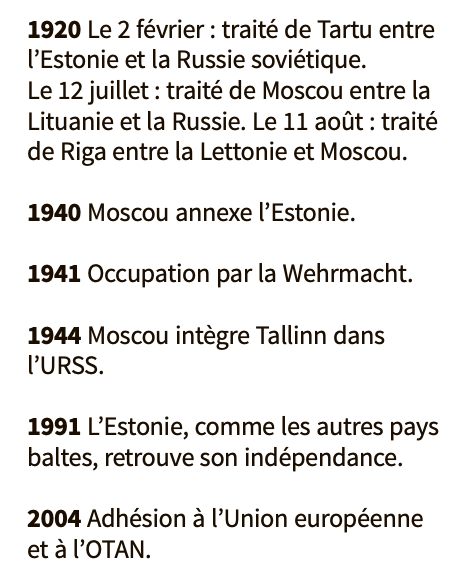 1920 Le 2 février : traité de Tartu entre
l’Estonie et la Russie soviétique.
Le 12 juillet : traité de Moscou entre la
Lituanie et la Russie. Le 11 août : traité
de Riga entre la Lettonie et Moscou.
1940 Moscou annexe l’Estonie.
1941 Occupation par la Wehrmacht.
1944 Moscou intègre Tallinn dans
l’URSS.
1991 L’Estonie, comme les autres pays
baltes, retrouve son indépendance.
2004 Adhésion à l’Union européenne
et à l’OTAN.